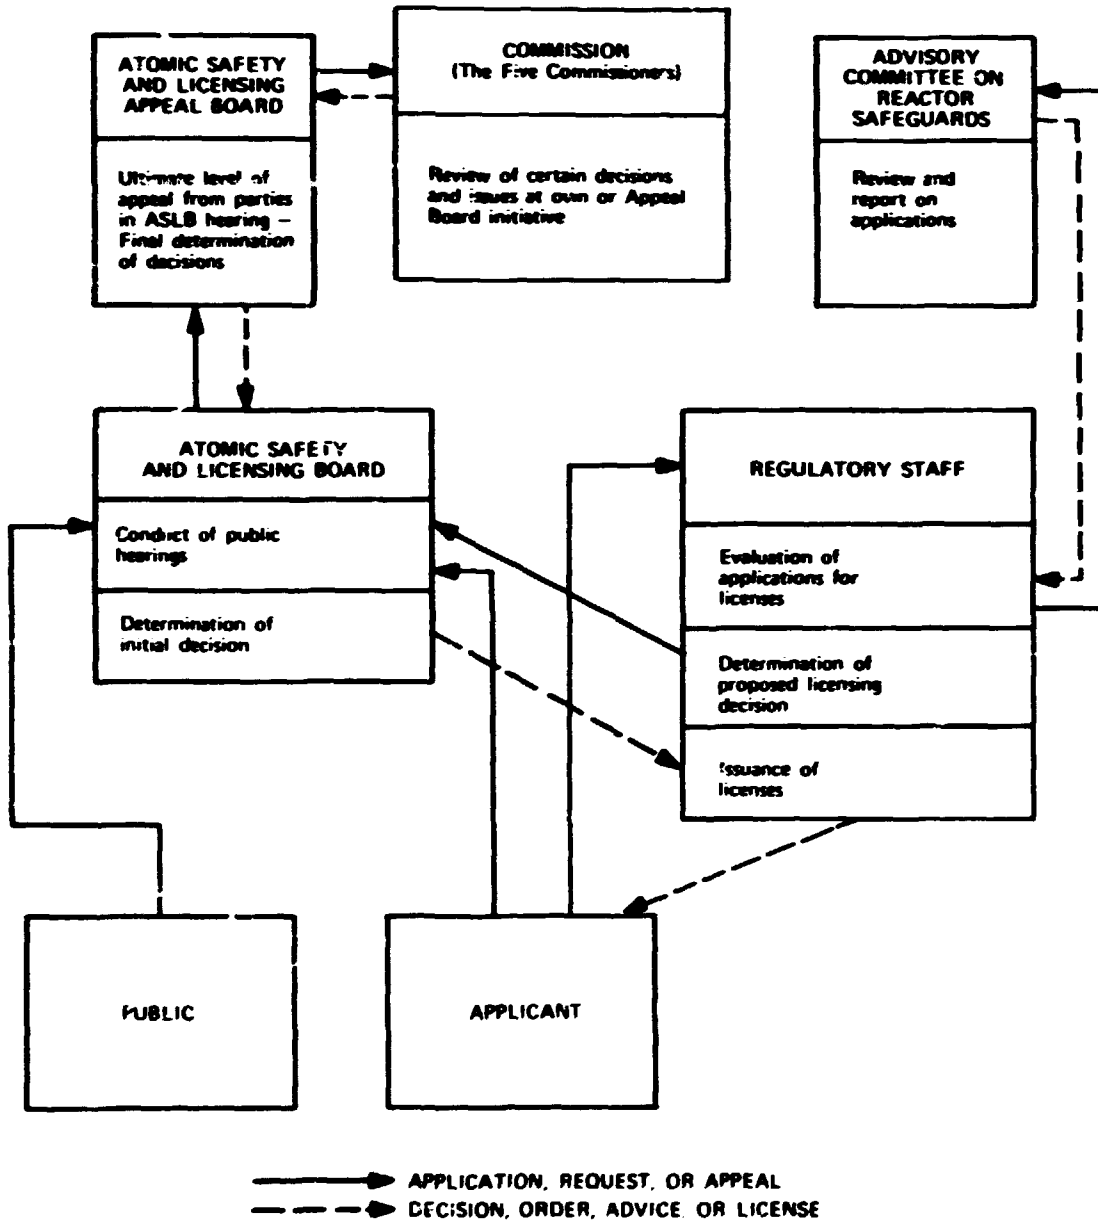 ATOMIC SAFETY
AND LICENSING
APPEAL BOARD
Ultimate level of
appeal from parties
in ASLB hearing —
Final determination
of decisions
COMMISSION
(The Five Commissioners)
Review of certain decisions
and issues at own or Appeal
Board initiative
ADVISORY
COMMITTEE ON
REACTOR
SAFEGUARDS
Review and
report on
applications
ATOMIC SAFETY
AND LICENSING BOARD
Conduct of public
hearings
Determination of
initial decision
REGULATORY STAFF
Evaluation of
applications for
licenses
Determination of
proposed licensing
decision
Issuance of
licenses
PUBLIC
APPLICANT
APPLICATION, REQUEST, OR APPEAL
DECISION, ORDER, ADVICE OR LICENSE